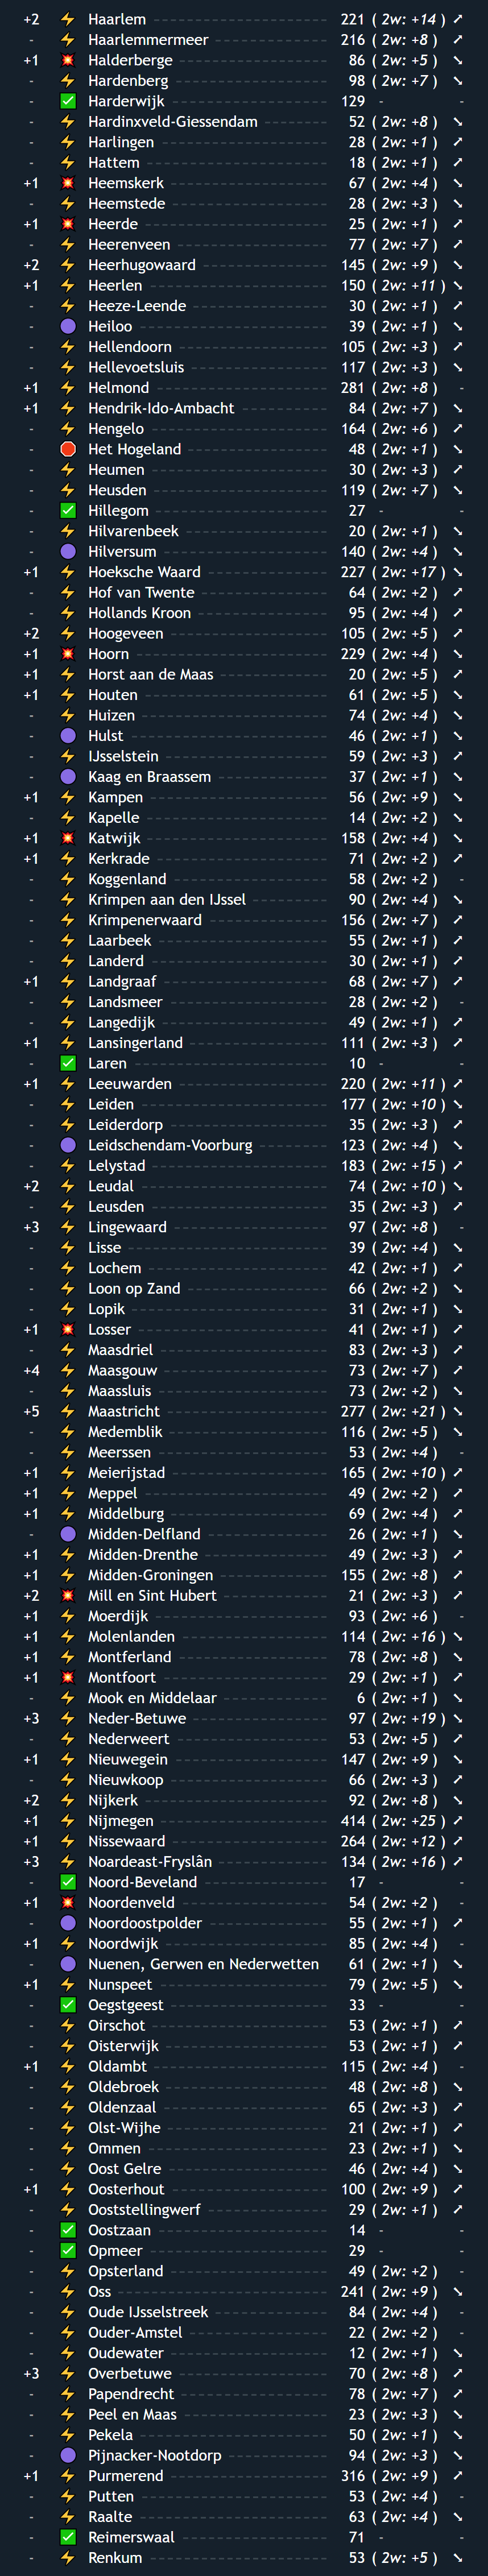 +2 ⚡ Haarlem 221 ( 2w: +14 ) ↗
- ⚡ Haarlemmermeer 216 ( 2w: +8 ) ↗
+1 💥 Halderberge 86 ( 2w: +5 ) ↘
- ⚡ Hardenberg 98 ( 2w: +7 ) ↘
- ✅ Harderwijk 129 - -
- ⚡ Hardinxveld-Giessendam 52 ( 2w: +8 ) ↘
- ⚡ Harlingen 28 ( 2w: +1 ) ↗
- ⚡ Hattem 18 ( 2w: +1 ) ↗
+1 💥 Heemskerk 67 ( 2w: +4 ) ↘
- ⚡ Heemstede 28 ( 2w: +3 ) ↘
+1 💥 Heerde 25 ( 2w: +1 ) ↗
- ⚡ Heerenveen 77 ( 2w: +7 ) ↗
+2 ⚡ Heerhugowaard 145 ( 2w: +9 ) ↘
+1 ⚡ Heerlen 150 ( 2w: +11 ) ↘
- ⚡ Heeze-Leende 30 ( 2w: +1 ) ↗
- 🟣 Heiloo 39 ( 2w: +1 ) ↘
- ⚡ Hellendoorn 105 ( 2w: +3 ) ↗
- ⚡ Hellevoetsluis 117 ( 2w: +3 ) ↘
+1 ⚡ Helmond 281 ( 2w: +8 ) -
+1 ⚡ Hendrik-Ido-Ambacht 84 ( 2w: +7 ) ↘
- ⚡ Hengelo 164 ( 2w: +6 ) ↗
- 🛑 Het Hogeland 48 ( 2w: +1 ) ↘
- ⚡ Heumen 30 ( 2w: +3 ) ↗
- ⚡ Heusden 119 ( 2w: +7 ) ↘
- ✅ Hillegom 27 - -
- ⚡ Hilvarenbeek 20 ( 2w: +1 ) ↘
- 🟣 Hilversum 140 ( 2w: +4 ) ↘
+1 ⚡ Hoeksche Waard 227 ( 2w: +17 ) ↘
- ⚡ Hof van Twente 64 ( 2w: +2 ) ↗
- ⚡ Hollands Kroon 95 ( 2w: +4 ) ↗
+2 ⚡ Hoogeveen 105 ( 2w: +5 ) ↗
+1 💥 Hoorn 229 ( 2w: +4 ) ↘
+1 ⚡ Horst aan de Maas 20 ( 2w: +5 ) ↗
+1 ⚡ Houten 61 ( 2w: +5 ) ↘
- ⚡ Huizen 74 ( 2w: +4 ) ↘
- 🟣 Hulst 46 ( 2w: +1 ) ↘
- ⚡ IJsselstein 59 ( 2w: +3 ) ↗
- 🟣 Kaag en Braassem 37 ( 2w: +1 ) ↘
+1 ⚡ Kampen 56 ( 2w: +9 ) ↘
- ⚡ Kapelle 14 ( 2w: +2 ) ↘
+1 💥 Katwijk 158 ( 2w: +4 ) ↘
+1 ⚡ Kerkrade 71 ( 2w: +2 ) ↗
- ⚡ Koggenland 58 ( 2w: +2 ) -
- ⚡ Krimpen aan den IJssel 90 ( 2w: +4 ) ↘
- ⚡ Krimpenerwaard 156 ( 2w: +7 ) ↗
- ⚡ Laarbeek 55 ( 2w: +1 ) ↗
- ⚡ Landerd 30 ( 2w: +1 ) ↗
+1 ⚡ Landgraaf 68 ( 2w: +7 ) ↗
- ⚡ Landsmeer 28 ( 2w: +2 ) -
- ⚡ Langedijk 49 ( 2w: +1 ) ↗
+1 ⚡ Lansingerland 111 ( 2w: +3 ) ↗
- ✅ Laren 10 - -
+1 ⚡ Leeuwarden 220 ( 2w: +11 ) ↗
- ⚡ Leiden 177 ( 2w: +10 ) ↘
- ⚡ Leiderdorp 35 ( 2w: +3 ) ↗
- 🟣 Leidschendam-Voorburg 123 ( 2w: +4 ) ↘
- ⚡ Lelystad 183 ( 2w: +15 ) ↗
+2 ⚡ Leudal 74 ( 2w: +10 ) ↘
- ⚡ Leusden 35 ( 2w: +3 ) ↗
+3 ⚡ Lingewaard 97 ( 2w: +8 ) -
- ⚡ Lisse 39 ( 2w: +4 ) ↘
- ⚡ Lochem 42 ( 2w: +1 ) ↗
- ⚡ Loon op Zand 66 ( 2w: +2 ) ↘
- ⚡ Lopik 31 ( 2w: +1 ) ↘
+1 💥 Losser 41 ( 2w: +1 ) ↗
- ⚡ Maasdriel 83 ( 2w: +3 ) ↗
+4 ⚡ Maasgouw 73 ( 2w: +7 ) ↗
- ⚡ Maassluis 73 ( 2w: +2 ) ↘
+5 ⚡ Maastricht 277 ( 2w: +21 ) ↘
- ⚡ Medemblik 116 ( 2w: +5 ) ↘
- ⚡ Meerssen 53 ( 2w: +4 ) -
+1 ⚡ Meierijstad 165 ( 2w: +10 ) ↗
+1 ⚡ Meppel 49 ( 2w: +2 ) ↗
+1 ⚡ Middelburg 69 ( 2w: +4 ) ↗
- 🟣 Midden-Delfland 26 ( 2w: +1 ) ↘
+1 ⚡ Midden-Drenthe 49 ( 2w: +3 ) ↗
+1 ⚡ Midden-Groningen 155 ( 2w: +8 ) ↗
+2 💥 Mill en Sint Hubert 21 ( 2w: +3 ) ↗
+1 ⚡ Moerdijk 93 ( 2w: +6 ) -
+1 ⚡ Molenlanden 114 ( 2w: +16 ) ↘
+1 ⚡ Montferland 78 ( 2w: +8 ) ↘
+1 💥 Montfoort 29 ( 2w: +1 ) ↗
- ⚡ Mook en Middelaar 6 ( 2w: +1 ) ↘
+3 ⚡ Neder-Betuwe 97 ( 2w: +19 ) ↘
- ⚡ Nederweert 53 ( 2w: +5 ) ↗
+1 ⚡ Nieuwegein 147 ( 2w: +9 ) ↘
- ⚡ Nieuwkoop 66 ( 2w: +3 ) ↗
+2 ⚡ Nijkerk 92 ( 2w: +8 ) ↘
+1 ⚡ Nijmegen 414 ( 2w: +25 ) ↗
+1 ⚡ Nissewaard 264 ( 2w: +12 ) ↗
+3 ⚡ Noardeast-Fryslân 134 ( 2w: +16 ) ↗
- ✅ Noord-Beveland 17 - -
+1 💥 Noordenveld 54 ( 2w: +2 ) -
- 🟣 Noordoostpolder 55 ( 2w: +1 ) ↗
+1 ⚡ Noordwijk 85 ( 2w: +4 ) -
- 🟣 Nuenen, Gerwen en Nederwetten 61 ( 2w: +1 ) ↘
+1 ⚡ Nunspeet 79 ( 2w: +5 ) ↘
- ✅ Oegstgeest 33 - -
- ⚡ Oirschot 53 ( 2w: +1 ) ↗
- ⚡ Oisterwijk 53 ( 2w: +1 ) ↗
+1 ⚡ Oldambt 115 ( 2w: +4 ) -
- ⚡ Oldebroek 48 ( 2w: +8 ) ↘
- ⚡ Oldenzaal 65 ( 2w: +3 ) ↗
- ⚡ Olst-Wijhe 21 ( 2w: +1 ) ↗
- ⚡ Ommen 23 ( 2w: +1 ) ↘
- ⚡ Oost Gelre 46 ( 2w: +4 ) ↘
+1 ⚡ Oosterhout 100 ( 2w: +9 ) ↗
- ⚡ Ooststellingwerf 29 ( 2w: +1 ) ↗
- ✅ Oostzaan 14 - -
- ✅ Opmeer 29 - -
- ⚡ Opsterland 49 ( 2w: +2 ) -
- ⚡ Oss 241 ( 2w: +9 ) ↘
- ⚡ Oude IJsselstreek 84 ( 2w: +4 ) -
- ⚡ Ouder-Amstel 22 ( 2w: +2 ) -
- ⚡ Oudewater 12 ( 2w: +1 ) ↘
+3 ⚡ Overbetuwe 70 ( 2w: +8 ) ↗
- ⚡ Papendrecht 78 ( 2w: +7 ) ↗
- ⚡ Peel en Maas 23 ( 2w: +3 ) ↘
- ⚡ Pekela 50 ( 2w: +1 ) ↘
- 🟣 Pijnacker-Nootdorp 94 ( 2w: +3 ) ↘
+1 ⚡ Purmerend 316 ( 2w: +9 ) ↗
- ⚡ Putten 53 ( 2w: +4 ) -
- ⚡ Raalte 63 ( 2w: +4 ) ↘
- ✅ Reimerswaal 71 - -
- ⚡ Renkum 53 ( 2w: +5 ) ↘